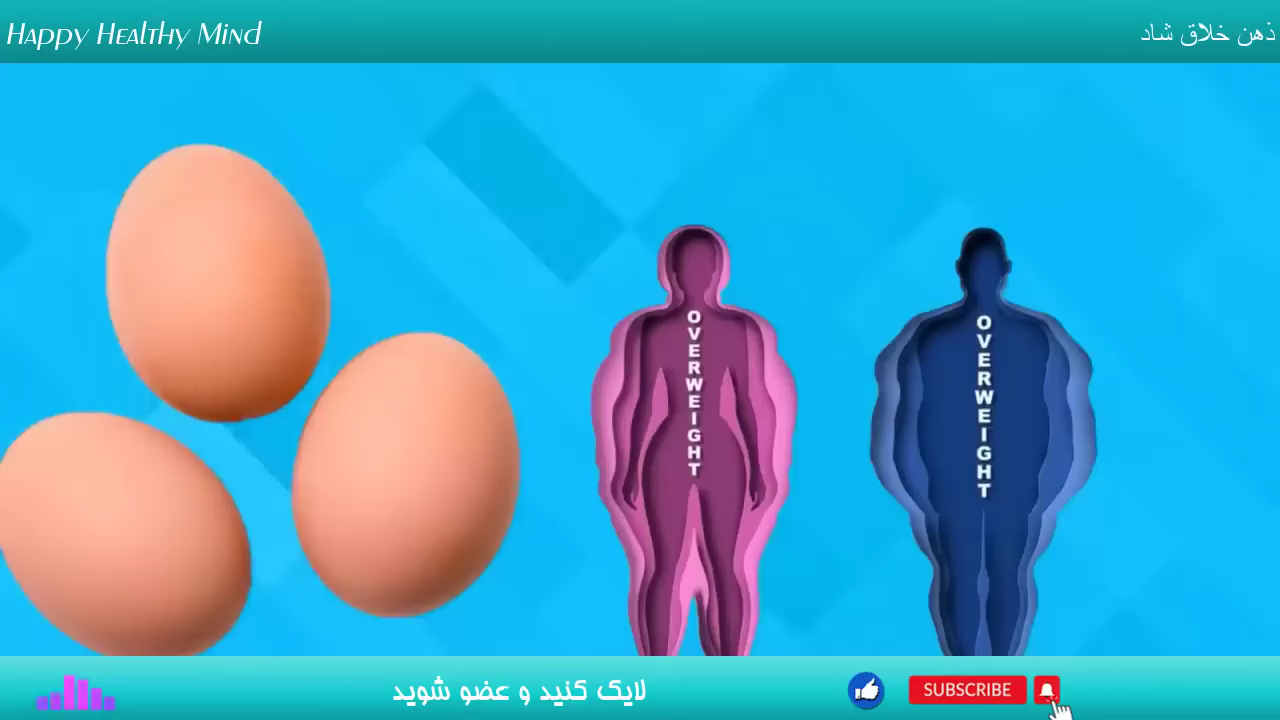 Happy Healthy Mind
ذهن خلاق شاد
OVERWEIGHT
OVERWEIGHT
لایک کنید و عضو شوید
SUBSCRIBE